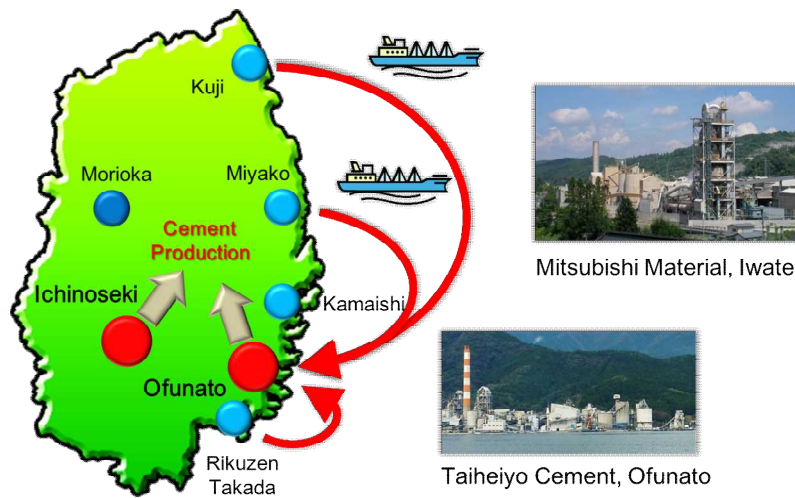 Kuji
Morioka
Miyako
Cement
Production
Ichinoseki
Kamaishi
Ofunato
Rikuzen
Takada
Mitsubishi Material, Iwate
Taiheiyo Cement, Ofunato